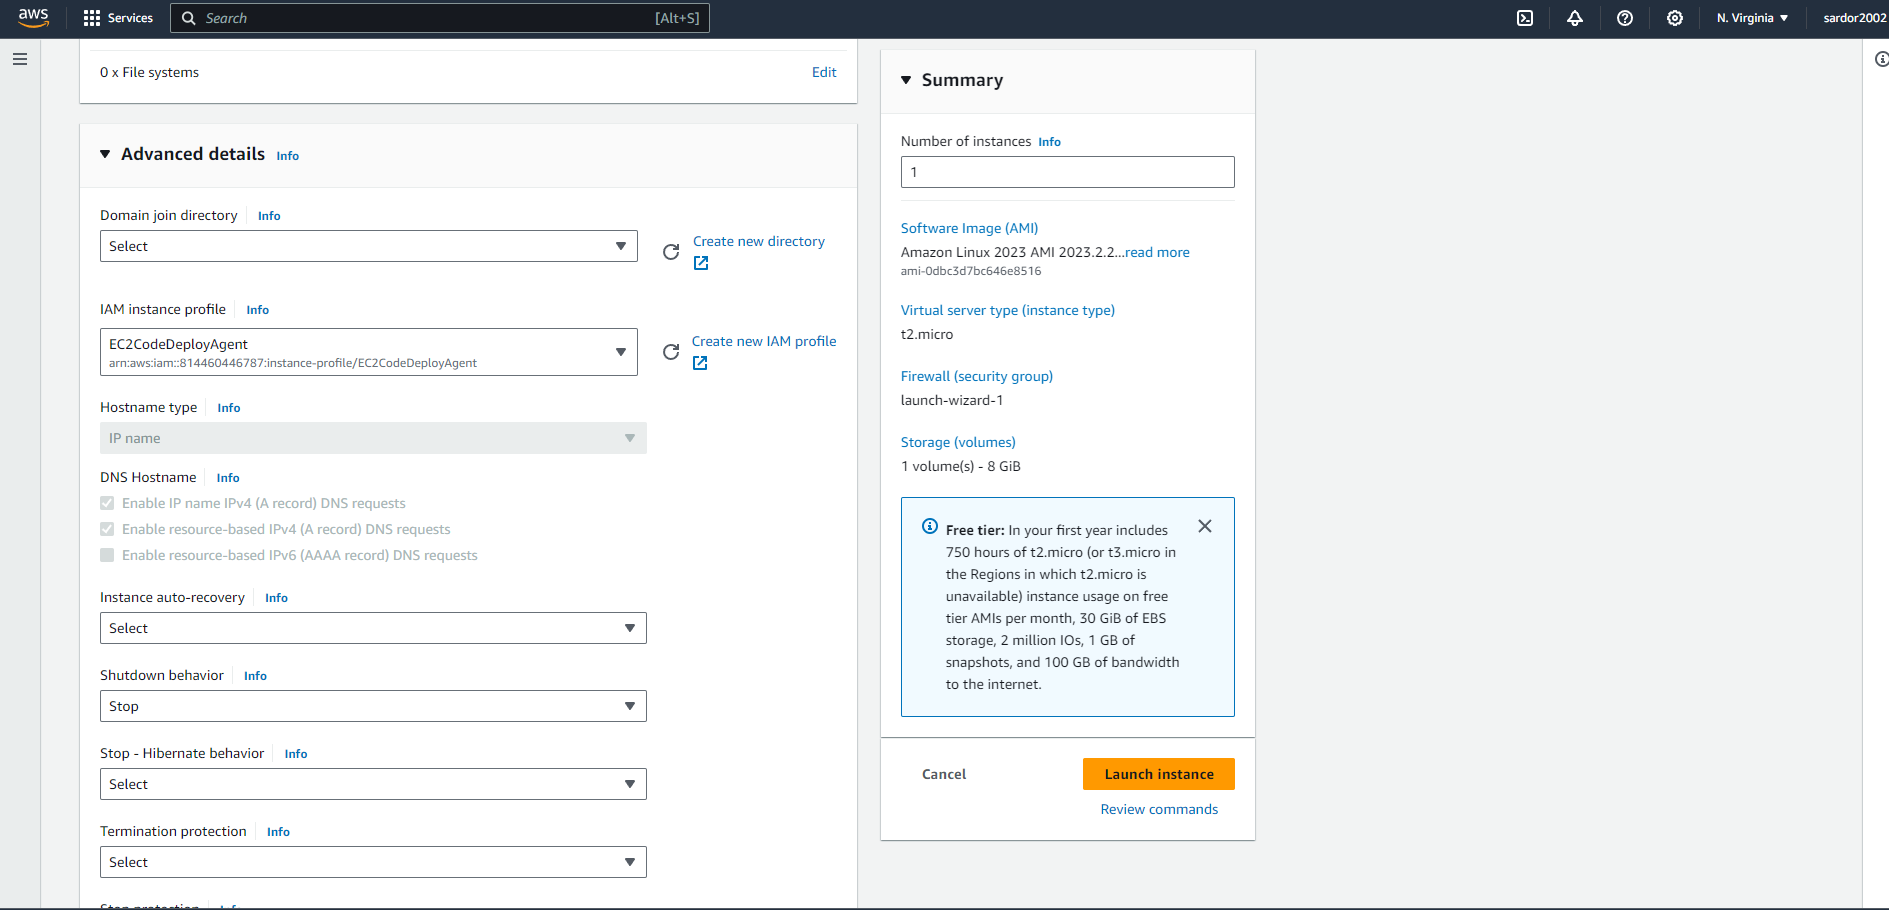 aws
Services
Search
[Alt+S]
N. Virginia
sardor2002
0 x File systems
Edit
Advanced details Info
Domain join directory Info
Select
Create new directory
IAM instance profile Info
EC2CodeDeployAgent
arn:aws:iam::814460446787:instance-profile/EC2CodeDeployAgent
Create new IAM profile
Hostname type Info
IP name
DNS Hostname Info
Enable IP name IPv4 (A record) DNS requests
Enable resource-based IPv4 (A record) DNS requests
Enable resource-based IPv6 (AAAA record) DNS requests
Instance auto-recovery Info
Select
Shutdown behavior Info
Stop
Stop - Hibernate behavior Info
Select
Termination protection Info
Select
Stop protection Info
Summary
Number of instances Info
1
Software Image (AMI)
Amazon Linux 2023 AMI 2023.2.2...read more
ami-0dbc3d7bc646e8516
Virtual server type (instance type)
t2.micro
Firewall (security group)
launch-wizard-1
Storage (volumes)
1 volume(s) - 8 GiB
Free tier: In your first year includes
750 hours of t2.micro (or t3.micro in
the Regions in which t2.micro is
unavailable) instance usage on free
tier AMIs per month, 30 GiB of EBS
storage, 2 million IOs, 1 GB of
snapshots, and 100 GB of bandwidth
to the internet.
Cancel
Launch instance
Review commands